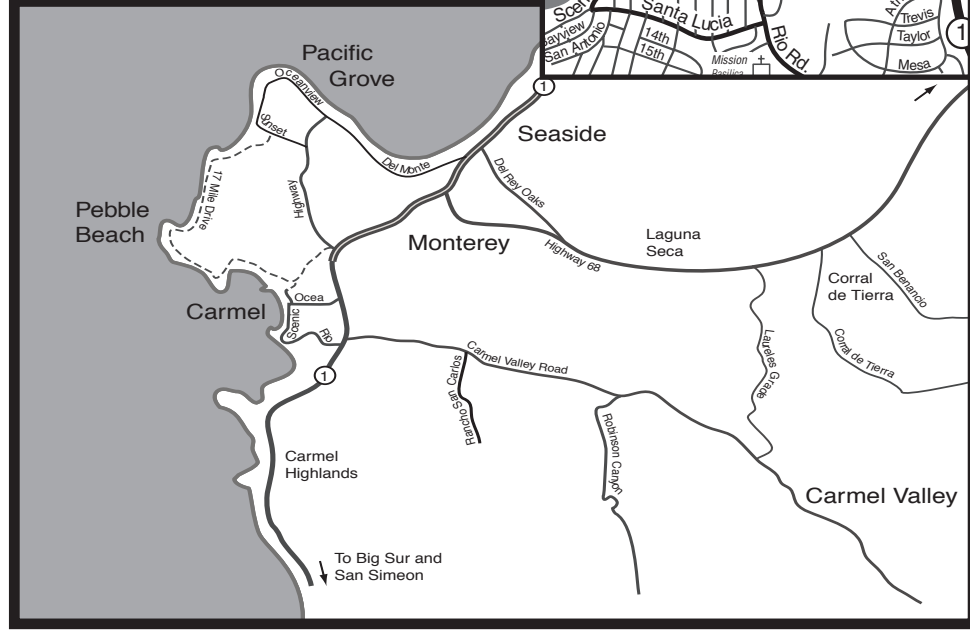 Santa Lucia
San Antonio
14th
15th
Mission
Rio Rd.
Trevis
Taylor
Mesa
1
Pacific
Grove
Oceanview
Sunset
Del Monte
1
Seaside
Del Rey Oaks
17 Mile Drive
Highway
Pebble
Beach
Monterey
Highway 68
Laguna
Seca
San Benancio
Corral
de Tierra
Corral de Tierra
Carmel
Ocea
Scenic
Rio
1
Carmel Valley Road
Rancho San Carlos
Laureles Grade
Robinson Canyon
Carmel
Highlands
Carmel Valley
To Big Sur and
San Simeon